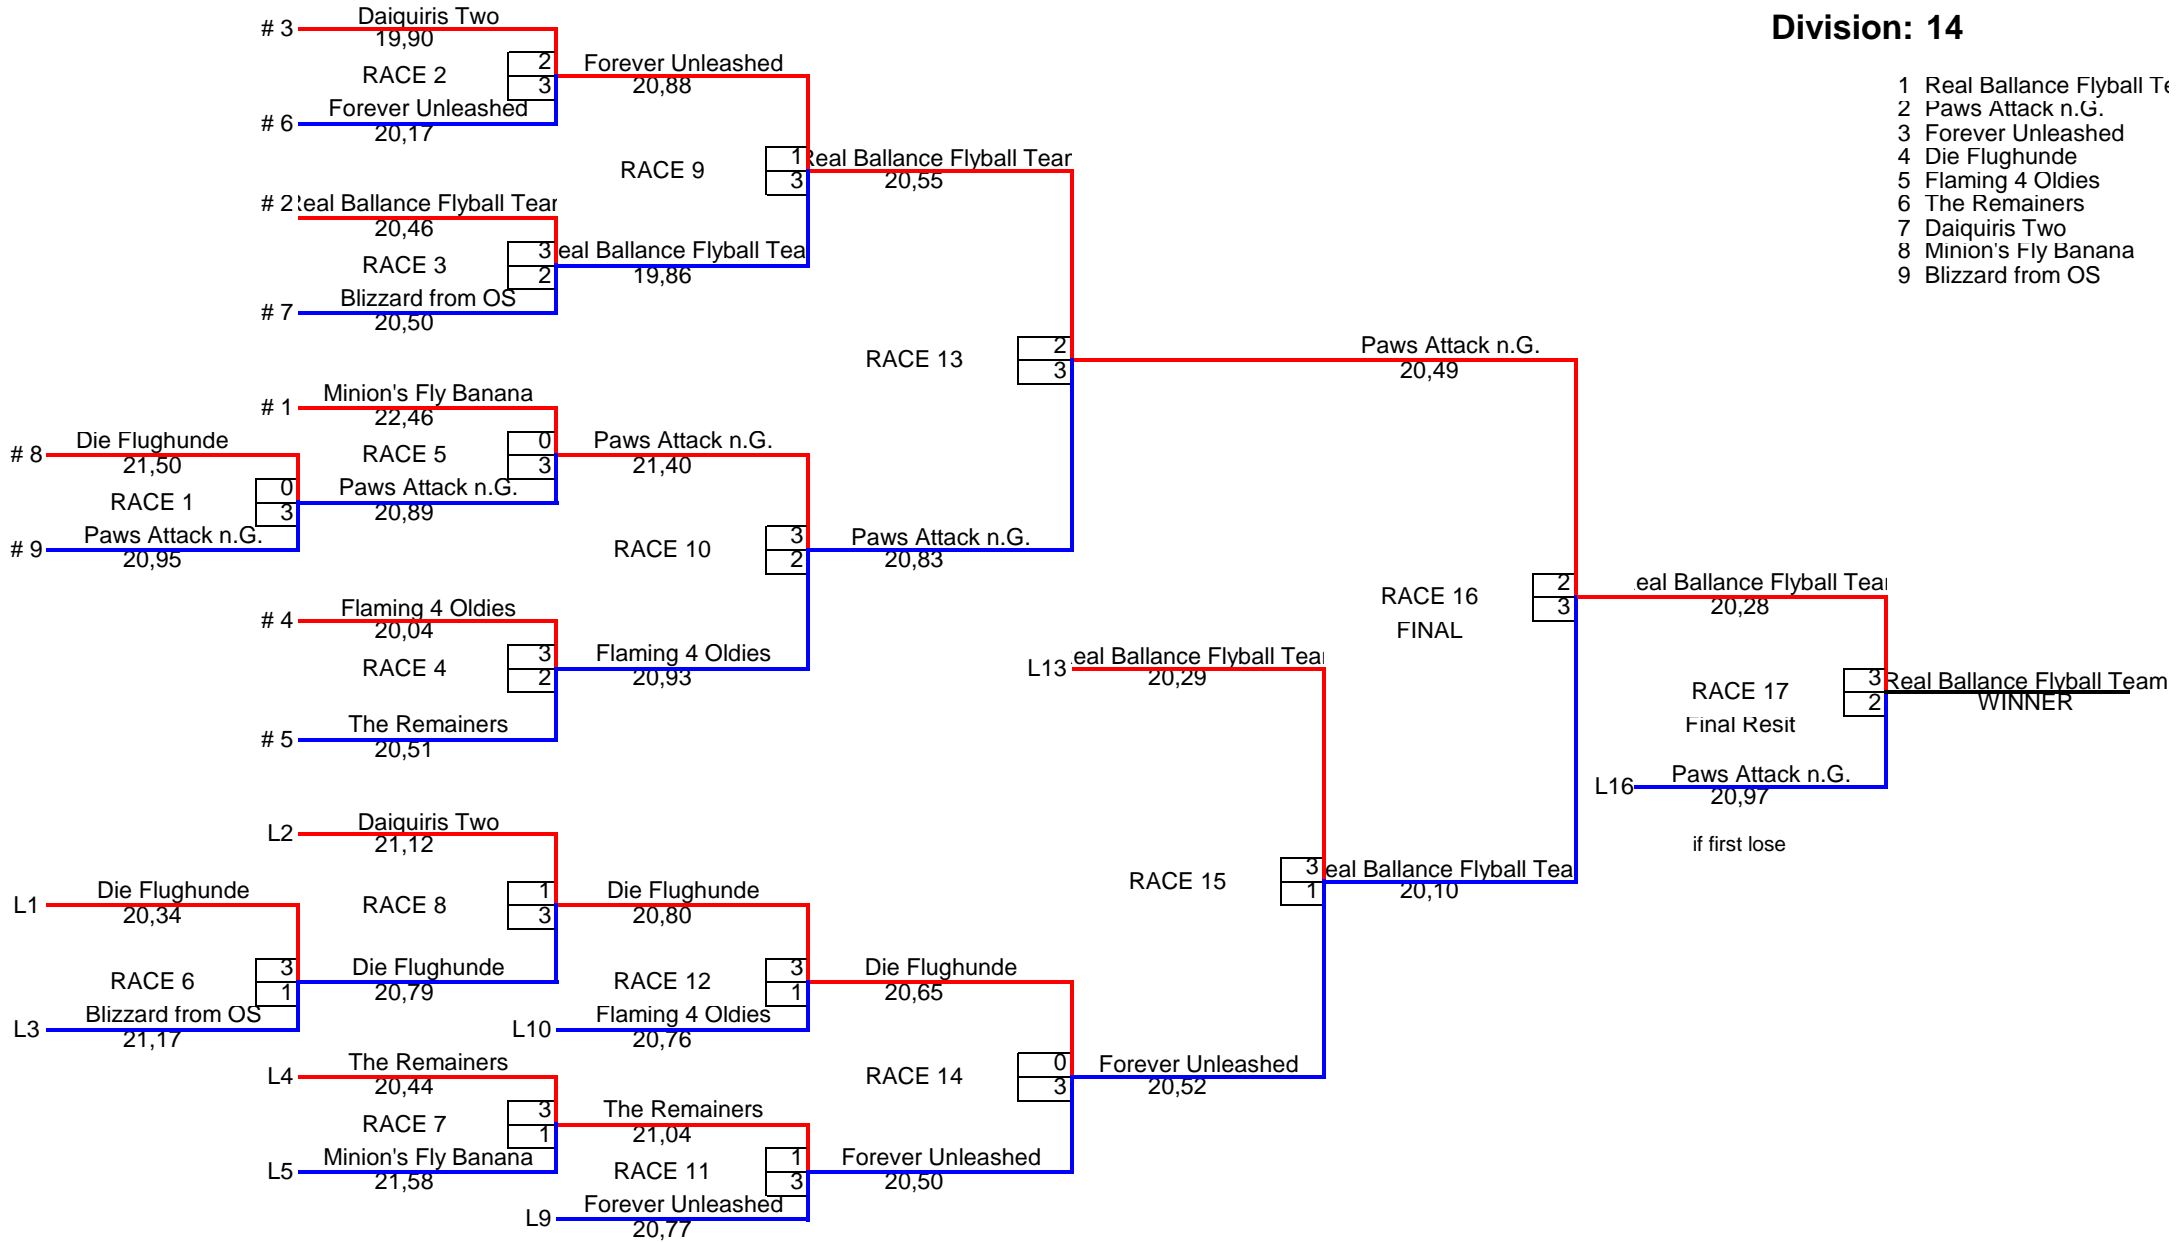 Division: 14
1 Real Ballance Flyball Te
2 Paws Attack n.G.
3 Forever Unleashed
4 Die Flughunde
5 Flaming 4 Oldies
6 The Remainers
7 Daiquiris Two
8 Minion's Fly Banana
9 Blizzard from OS
# 3 Daiquiris Two
19,90
RACE 2 2
3
# 6 Forever Unleashed
20,17
Forever Unleashed
20,88
RACE 9 1
3
# 2 Real Ballance Flyball Tear
20,46
RACE 3 3
2
# 7 Blizzard from OS
20,50
eal Ballance Flyball Tea
19,86
Real Ballance Flyball Tear
20,55
RACE 13 2
3
# 1 Minion's Fly Banana
22,46
RACE 5 0
3
# 8 Die Flughunde
21,50
RACE 1 0
3
# 9 Paws Attack n.G.
20,95
Paws Attack n.G.
20,89
Paws Attack n.G.
21,40
RACE 10 3
2
# 4 Flaming 4 Oldies
20,04
RACE 4 3
2
# 5 The Remainers
20,51
Flaming 4 Oldies
20,93
Paws Attack n.G.
20,83
Paws Attack n.G.
20,49
RACE 16 2
FINAL 3
L13 eal Ballance Flyball Tear
20,29
eal Ballance Flyball Tear
20,28
RACE 17 3
Final Resit 2
L16 Paws Attack n.G.
20,97
if first lose
Real Ballance Flyball Team
WINNER
L2 Daiquiris Two
21,12
RACE 8 1
3
L1 Die Flughunde
20,34
RACE 6 3
1
L3 Blizzard from OS
21,17
Die Flughunde
20,79
Die Flughunde
20,80
RACE 12 3
1
L10 Flaming 4 Oldies
20,76
Die Flughunde
20,65
RACE 15 3
1
eal Ballance Flyball Tea
20,10
RACE 14 0
3
Forever Unleashed
20,52
L4 The Remainers
20,44
RACE 7 3
1
L5 Minion's Fly Banana
21,58
The Remainers
21,04
RACE 11 1
3
L9 Forever Unleashed
20,77
Forever Unleashed
20,50